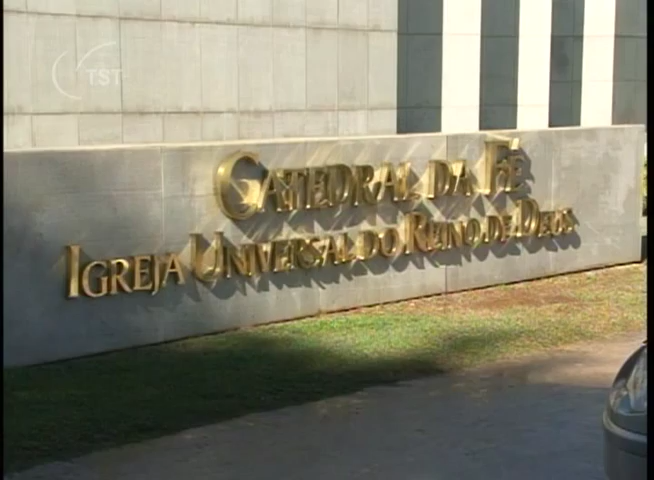 TST
CATEDRAL DA FÉ
IGREJA UNIVERSAL DO REINO DE DEUS